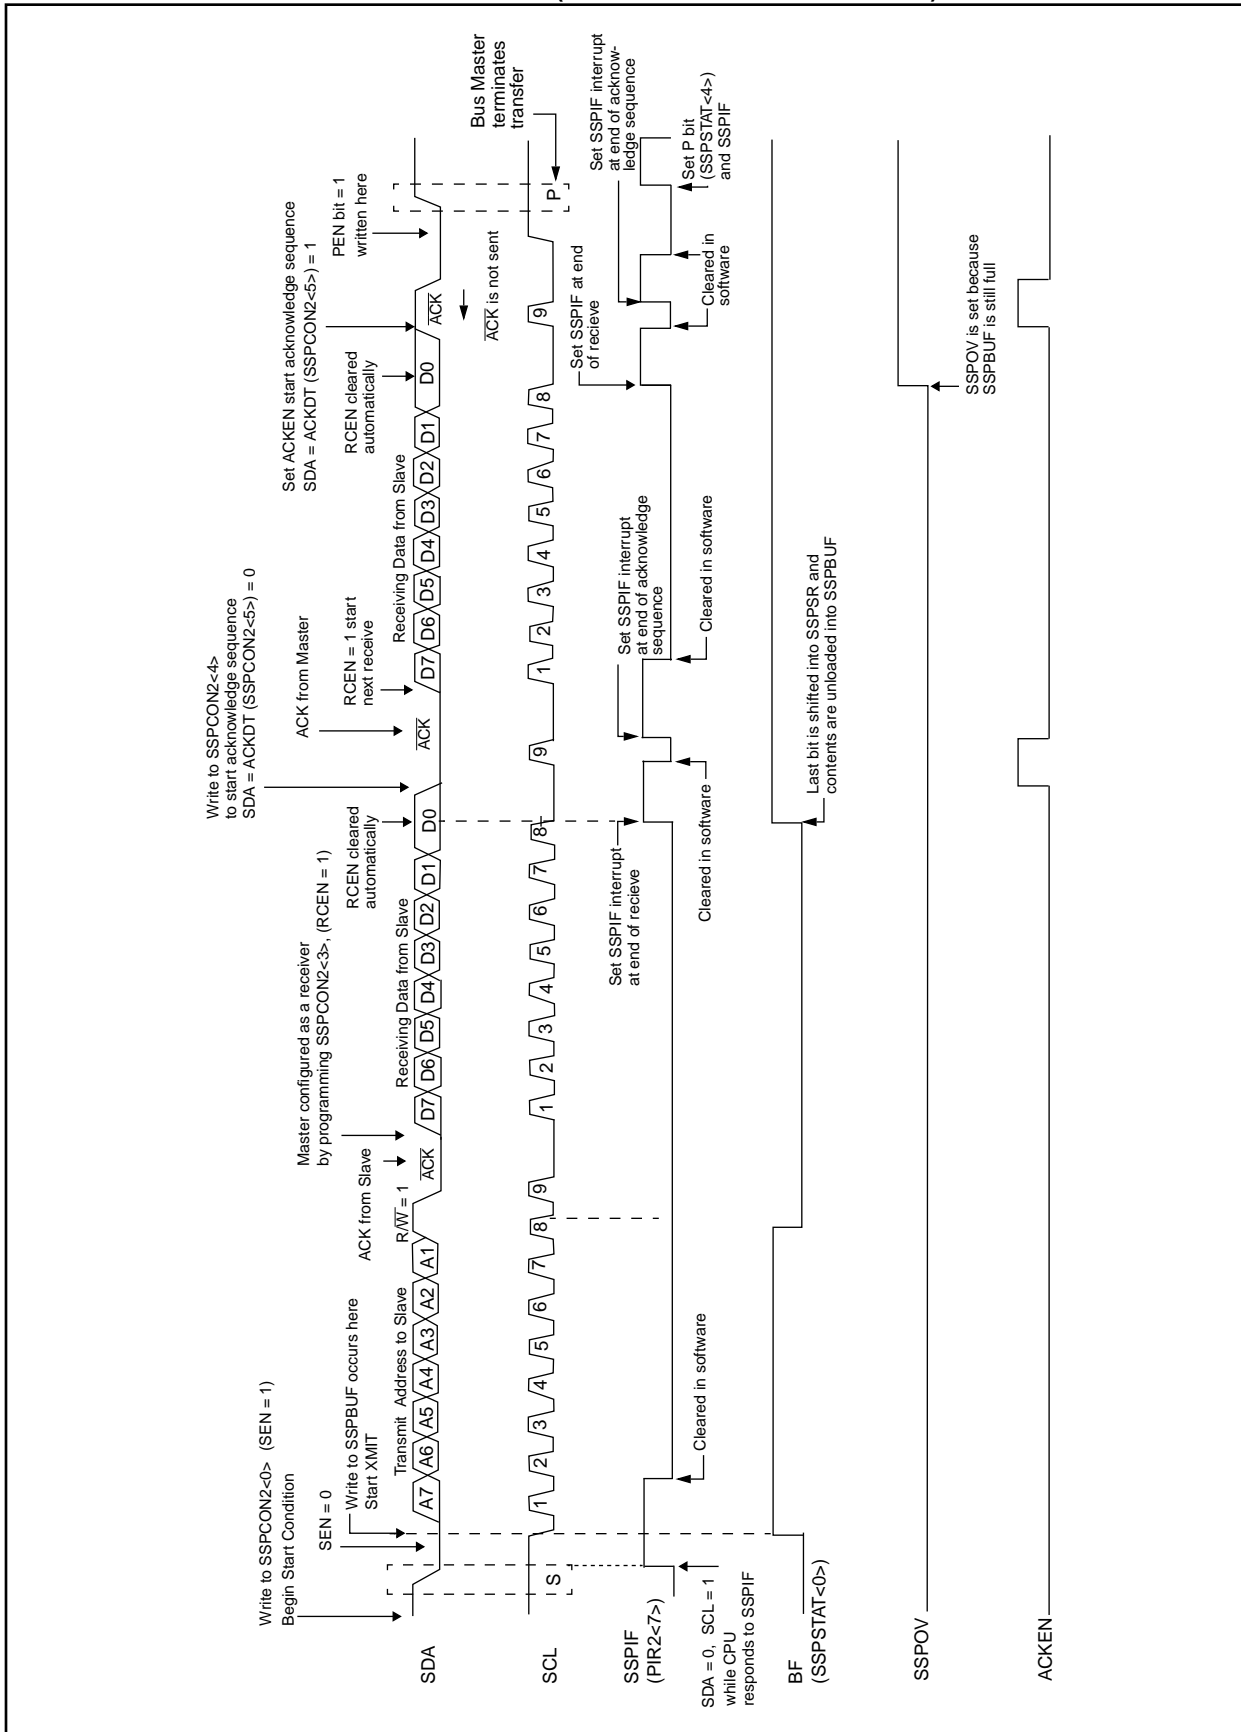 Write to SSPCON2<0> (SEN = 1)
Begin Start Condition
SEN = 0
Write to SSPBUF occurs here
Start XMIT
Transmit Address to Slave
R/W = 1
ACK from Slave
Master configured as a receiver
by programming SSPCON2<3>, (RCEN = 1)
Receiving Data from Slave
RCEN cleared
automatically
Write to SSPCON2<4>
to start acknowledge sequence
SDA = ACKDT (SSPCON2<5>) = 0
ACK from Master
RCEN = 1 start
next receive
Receiving Data from Slave
RCEN cleared
automatically
Set ACKEN start acknowledge sequence
SDA = ACKDT (SSPCON2<5>) = 1
PEN bit = 1
written here
SDA
A7 A6 A5 A4 A3 A2 A1
ACK
D7 D6 D5 D4 D3 D2 D1 D0
ACK
D7 D6 D5 D4 D3 D2 D1 D0
ACK
ACK is not sent
Bus Master
terminates
transfer
SCL
S
1 2 3 4 5 6 7 8 9
1 2 3 4 5 6 7 8
9
1 2 3 4 5 6 7 8
9
P
Set SSPIF interrupt
at end of recieve
Set SSPIF interrupt
at end of acknowledge
sequence
Set SSPIF at end
of recieve
Set SSPIF interrupt
at end of acknow-
ledge sequence
SSPIF
(PIR2<7>)
SDA = 0, SCL = 1
while CPU
responds to SSPIF
Cleared in software
Cleared in software
Cleared in software
Cleared in
software
Set P bit
(SSPSTAT<4>)
and SSPIF
BF
(SSPSTAT<0>)
Last bit is shifted into SSPSR and
contents are unloaded into SSPBUF
SSPOV
SSPOV is set because
SSPBUF is still full
ACKEN